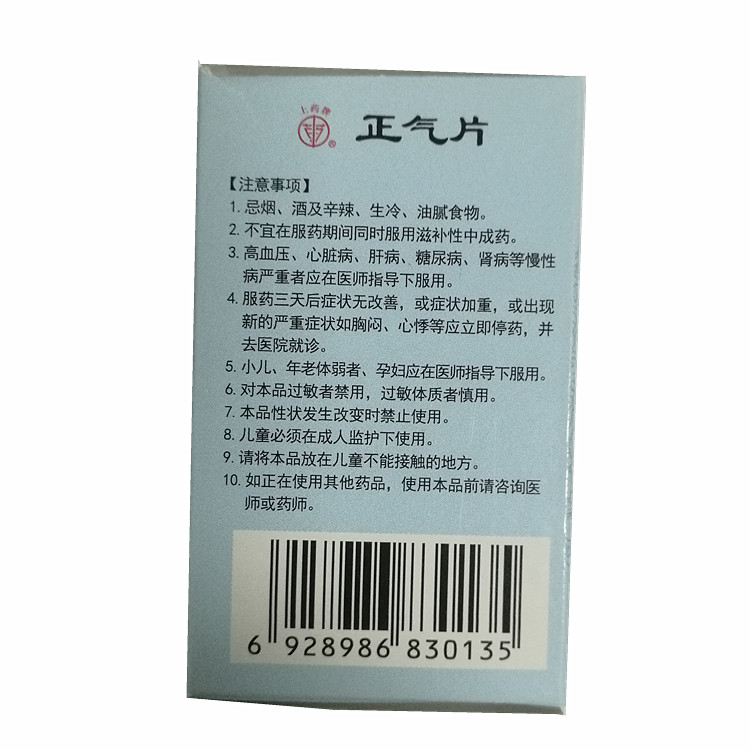 上药牌
®
正气片
【注意事项】
1. 忌烟、酒及辛辣、生冷、油腻食物。
2. 不宜在服药期间同时服用滋补性中成药。
3. 高血压、心脏病、肝病、糖尿病、肾病等慢性
病严重者应在医师指导下服用。
4. 服药三天后症状无改善，或症状加重，或出现
新的严重症状如胸闷、心悸等应立即停药，并
去医院就诊。
5. 小儿、年老体弱者、孕妇应在医师指导下服用。
6. 对本品过敏者禁用，过敏体质者慎用。
7. 本品性状发生改变时禁止使用。
8. 儿童必须在成人监护下使用。
9. 请将本品放在儿童不能接触的地方。
10. 如正在使用其他药品，使用本品前请咨询医
师或药师。
6 928986 830135